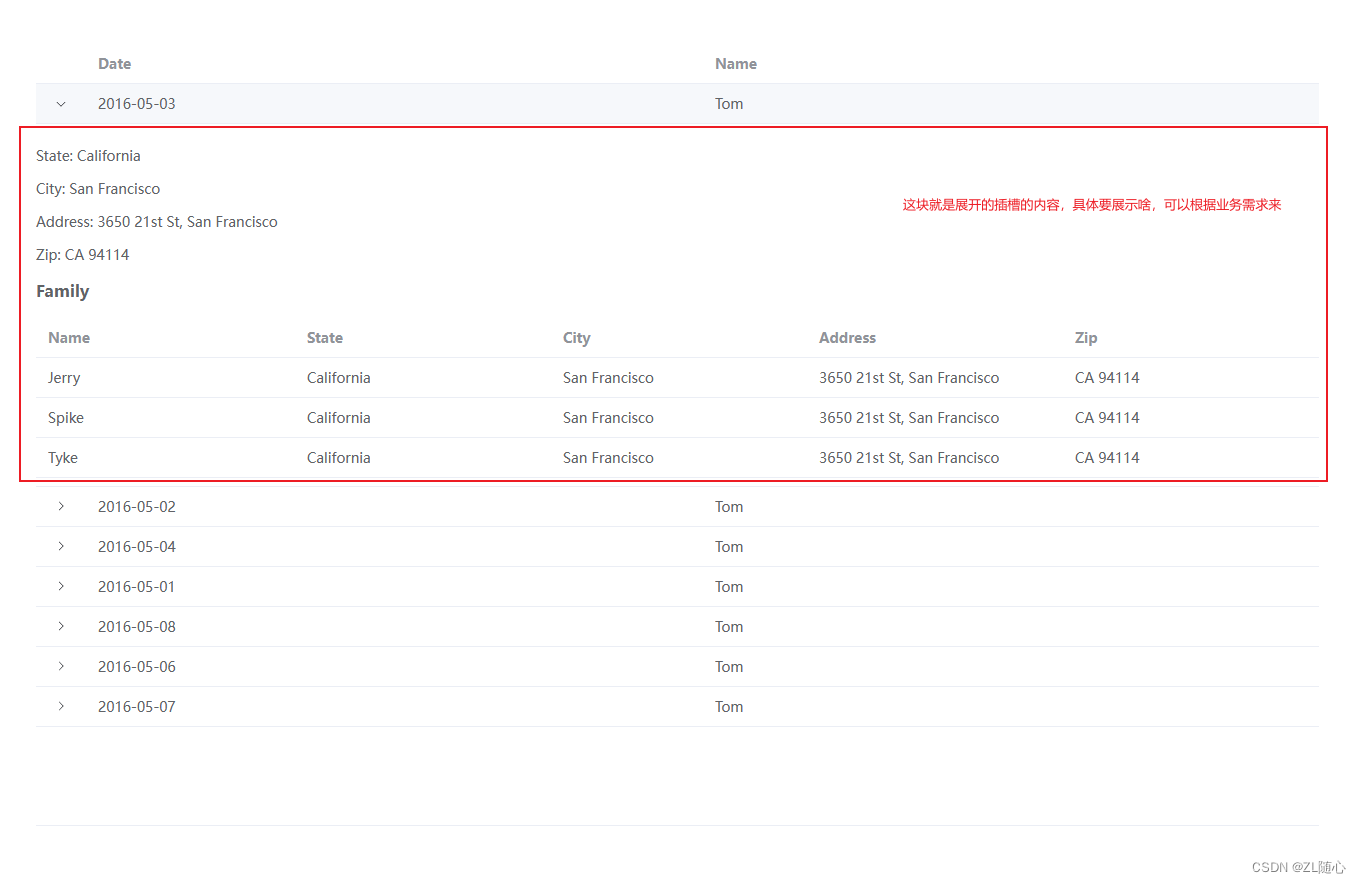 Date Name
2016-05-03 Tom
State: California
City: San Francisco
这块就是展开的插槽的内容，具体要展示啥，可以根据业务需求来
Address: 3650 21st St, San Francisco
Zip: CA 94114
Family
Name State City Address Zip
Jerry California San Francisco 3650 21st St, San Francisco CA 94114
Spike California San Francisco 3650 21st St, San Francisco CA 94114
Tyke California San Francisco 3650 21st St, San Francisco CA 94114
2016-05-02 Tom
2016-05-04 Tom
2016-05-01 Tom
2016-05-08 Tom
2016-05-06 Tom
2016-05-07 Tom
CSDN @ZL随心